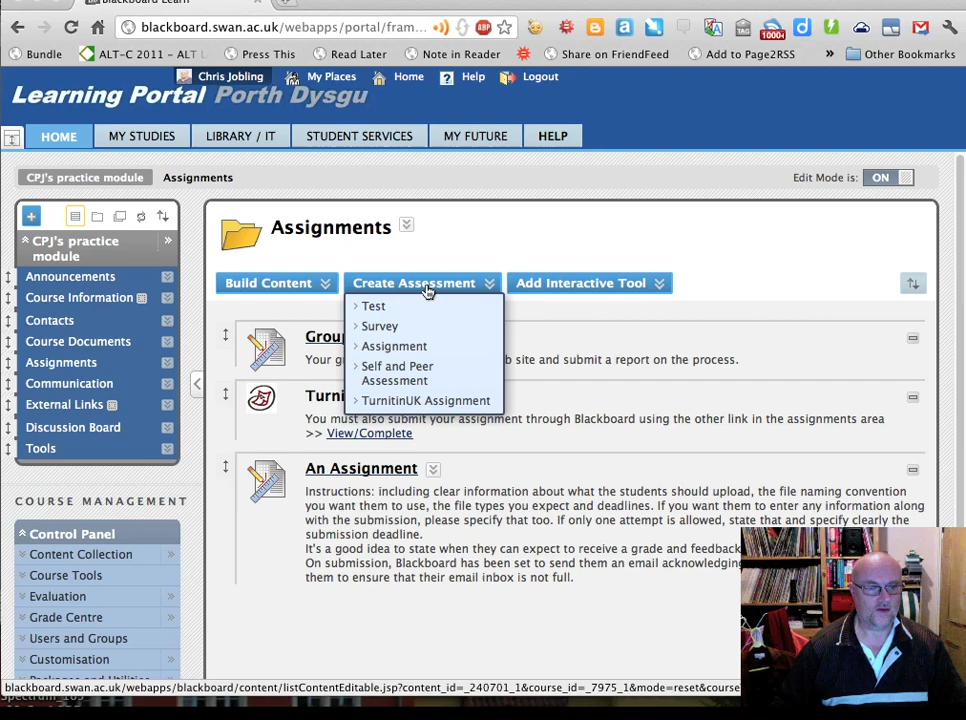 Blackboard Learn
blackboard.swan.ac.uk/webapps/portal/fram...
Bundle
ALT-C 2011 – ALT
Press This
Read Later
Note in Reader
Share on FriendFeed
Add to Page2RSS
»
Other Bookmarks
Chris Jobling
My Places
Home
Help
Logout
Learning Portal Porth Dysgu
HOME
MY STUDIES
LIBRARY / IT
STUDENT SERVICES
MY FUTURE
HELP
CPJ's practice module
Assignments
Edit Mode is:
ON
CPJ's practice
module
Announcements
Course Information
Contacts
Course Documents
Assignments
Communication
External Links
Discussion Board
Tools
COURSE MANAGEMENT
Control Panel
Content Collection
Course Tools
Evaluation
Grade Centre
Users and Groups
Customisation
Assignments
Build Content
Create Assessment
Add Interactive Tool
Test
Survey
Assignment
Self and Peer
Assessment
TurnitinUK Assignment
Your
site and submit a report on the process.
You must also submit your assignment through Blackboard using the other link in the assignments area
>> View/Complete
An Assignment
Instructions: including clear information about what the students should upload, the file naming convention
you want them to use, the file types you expect and deadlines. If you want them to enter any information along
with the submission, please specify that too. If only one attempt is allowed, state that and specify clearly the
submission deadline.
It's a good idea to state when they can expect to receive a grade and feedback
On submission, Blackboard has been set to send them an email acknowledging
them to ensure that their email inbox is not full.
blackboard.swan.ac.uk/webapps/blackboard/content/listContentEditable.jsp?content_id=_240701_1&course_id=_7975_1&mode=reset&course